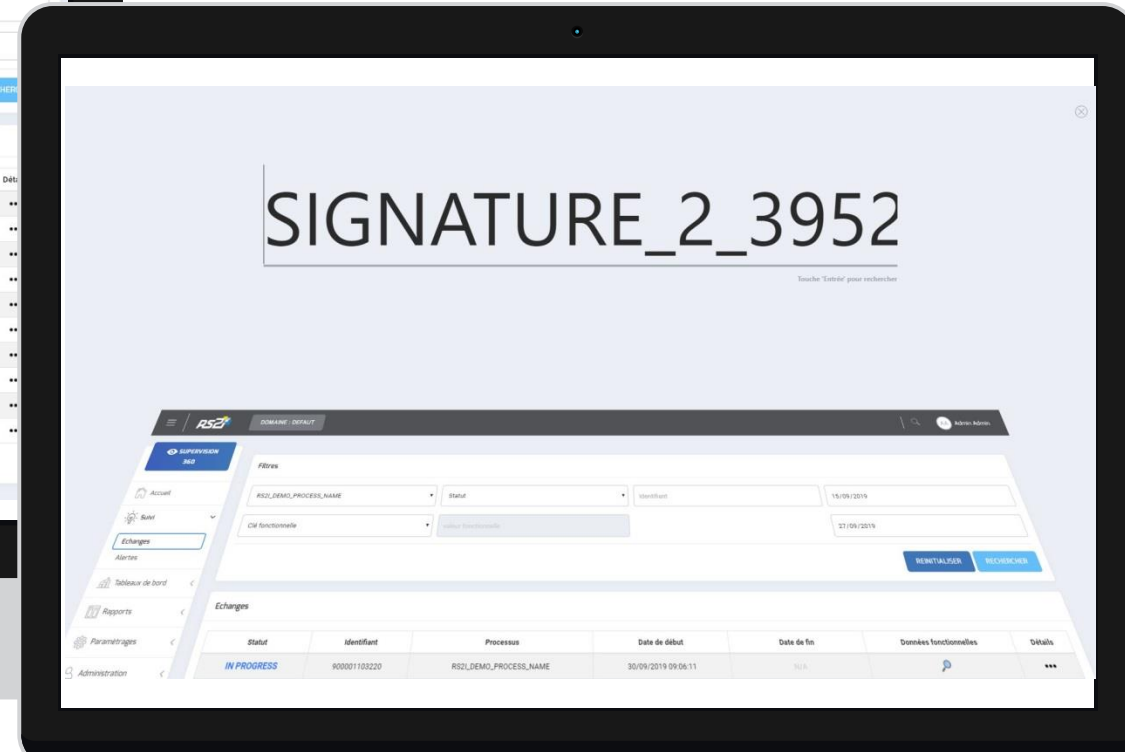 HER
Déta
SIGNATURE_2_3952
Touche 'Entrée' pour rechercher
RS2i DOMAINE : DEFAUT Admin Admin
SUPERVISION
360
Accueil
Suivi
Echanges
Alertes
Tableaux de bord
Rapports
Paramétrages
Administration
Filtres
RS2I_DEMO_PROCESS_NAME Statut Identifiant 15/09/2019
Clé fonctionnelle valeur fonctionnelle 27/09/2019
REINITIALISER RECHERCHER
Echanges
Statut Identifiant Processus Date de début Date de fin Données fonctionnelles Détails
IN PROGRESS 900001103220 RS2I_DEMO_PROCESS_NAME 30/09/2019 09:06:11 N/A